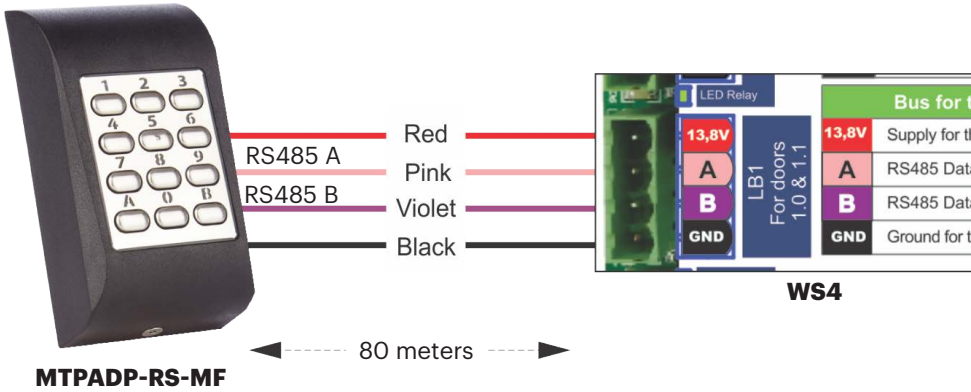 1 2 3
4 5 6
7 8 9
A 0 B
RS485 A
RS485 B
Red
Pink
Violet
Black
LED Relay
13,8V
A
B
GND
LB1
For doors
1.0 & 1.1
Bus for t
13,8V Supply for th
A RS485 Data
B RS485 Data
GND Ground for t
WS4
80 meters
MTPADP-RS-MF